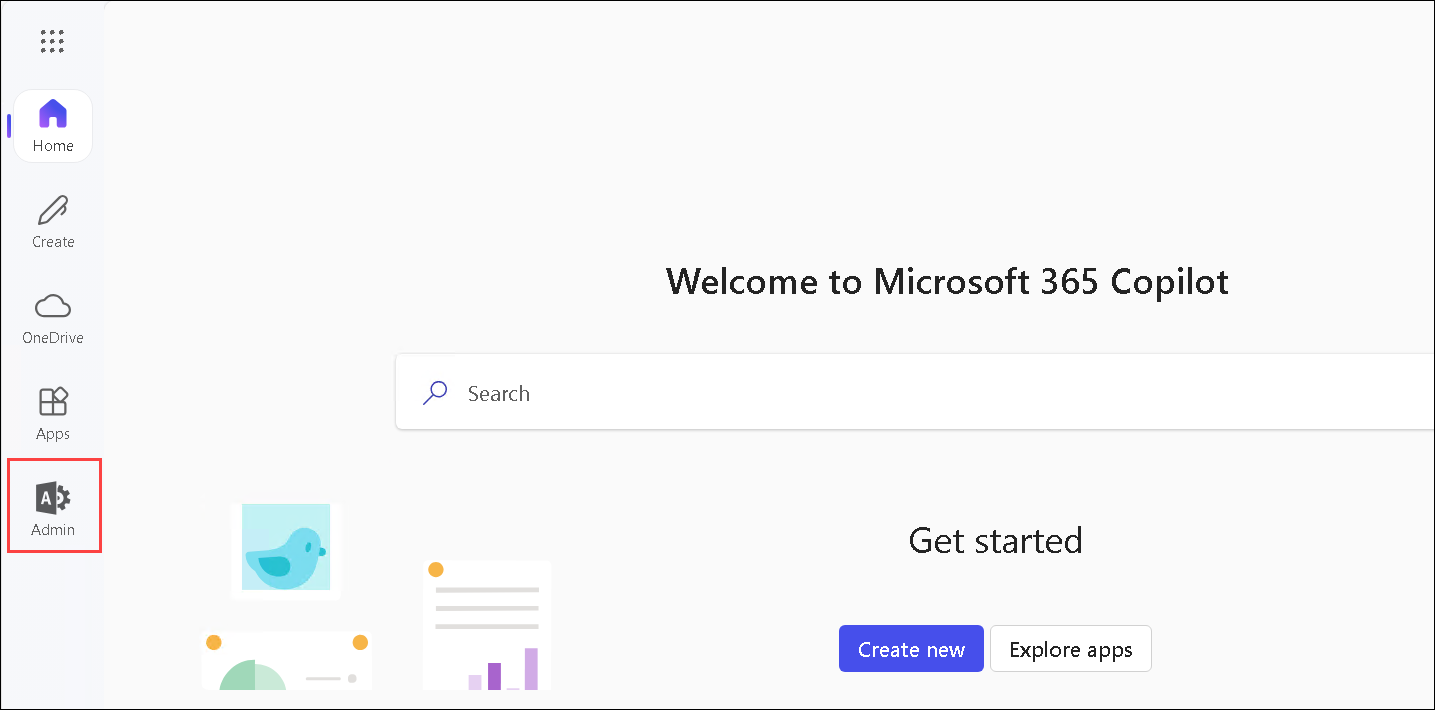 Home
Create
OneDrive
Apps
A
Admin
Welcome to Microsoft 365 Copilot
Search
Get started
Create new
Explore apps